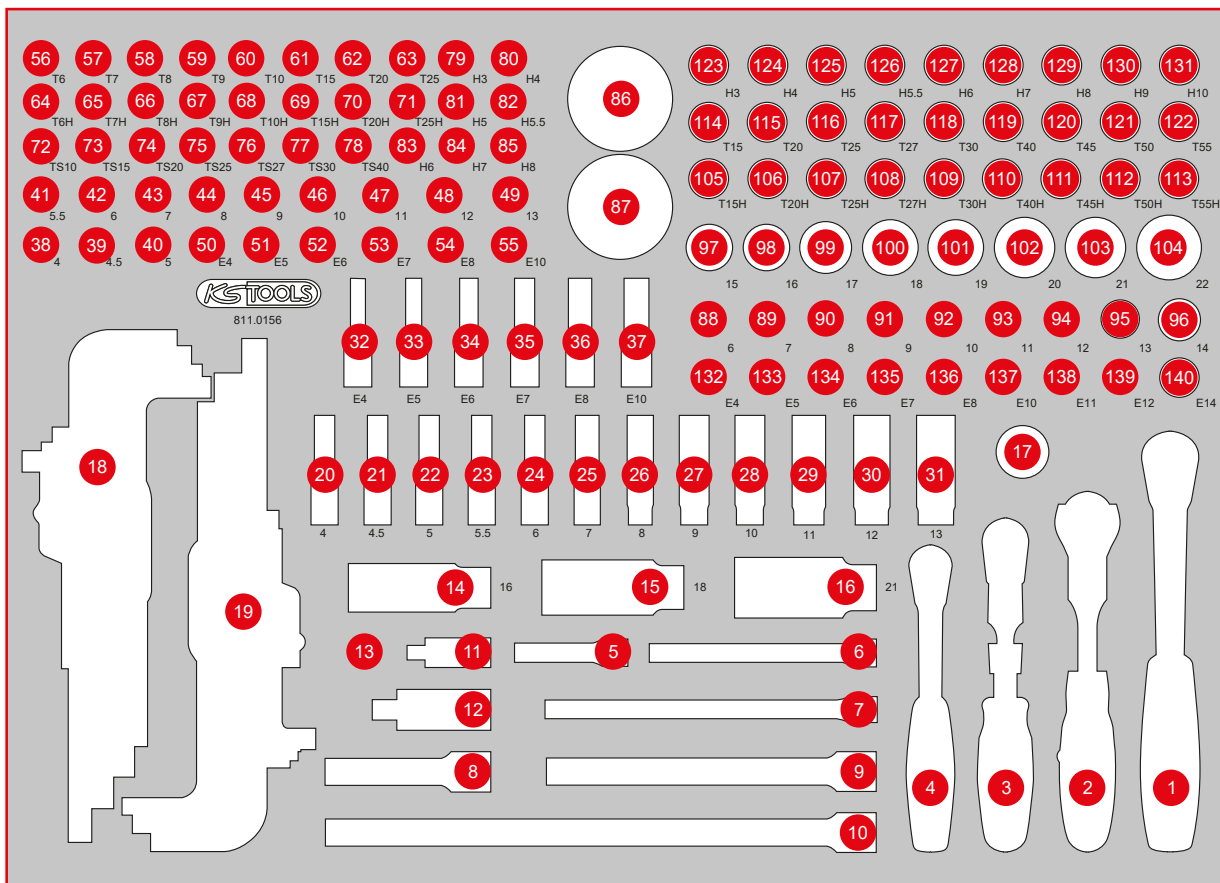 56 57 58 59 60 61 62 63 79 80
T6 T7 T8 T9 T10 T15 T20 T25 H3 H4
64 65 66 67 68 69 70 71 81 82
T6H T7H T8H T9H T10H T15H T20H T25H H5 H5.5
72 73 74 75 76 77 78 83 84 85
TS10 TS15 TS20 TS25 TS27 TS30 TS40 H6 H7 H8
41 42 43 44 45 46 47 48 49
5.5 6 7 8 9 10 11 12 13
38 39 40 50 51 52 53 54 55
4 4.5 5 E4 E5 E6 E7 E8 E10
86
87
123 124 125 126 127 128 129 130 131
H3 H4 H5 H5.5 H6 H7 H8 H9 H10
114 115 116 117 118 119 120 121 122
T15 T20 T25 T27 T30 T40 T45 T50 T55
105 106 107 108 109 110 111 112 113
T15H T20H T25H T27H T30H T40H T45H T50H T55H
97 98 99 100 101 102 103 104
15 16 17 18 19 20 21 22
88 89 90 91 92 93 94 95 96
6 7 8 9 10 11 12 13 14
132 133 134 135 136 137 138 139 140
E4 E5 E6 E7 E8 E10 E11 E12 E14
KS TOOLS
811.0156
32 33 34 35 36 37
E4 E5 E6 E7 E8 E10
18
19
20 21 22 23 24 25 26 27 28 29 30 31
4 4.5 5 5.5 6 7 8 9 10 11 12 13
17
14 16 15 18 16 21
13 11 5 6
12 7
8 9
10
4 3 2 1